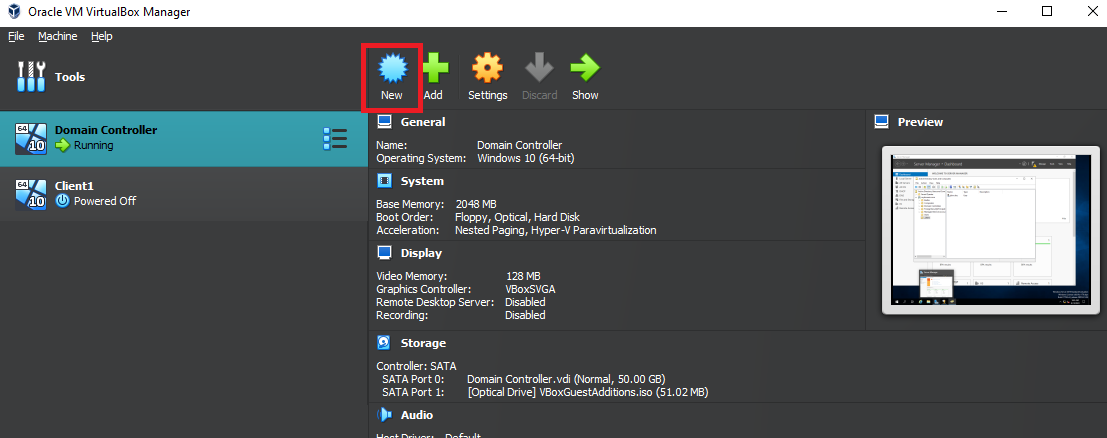 Oracle VM VirtualBox Manager
File Machine Help
Tools
New Add Settings Discard Show
64
10
Domain Controller
Running
64
10
Client1
Powered Off
General
Name: Domain Controller
Operating System: Windows 10 (64-bit)
System
Base Memory: 2048 MB
Boot Order: Floppy, Optical, Hard Disk
Acceleration: Nested Paging, Hyper-V Paravirtualization
Display
Video Memory: 128 MB
Graphics Controller: VBoxSVGA
Remote Desktop Server: Disabled
Recording: Disabled
Storage
Controller: SATA
SATA Port 0: Domain Controller.vdi (Normal, 50.00 GB)
SATA Port 1: [Optical Drive] VBoxGuestAdditions.iso (51.02 MB)
Audio
Host Driver: Default
Preview